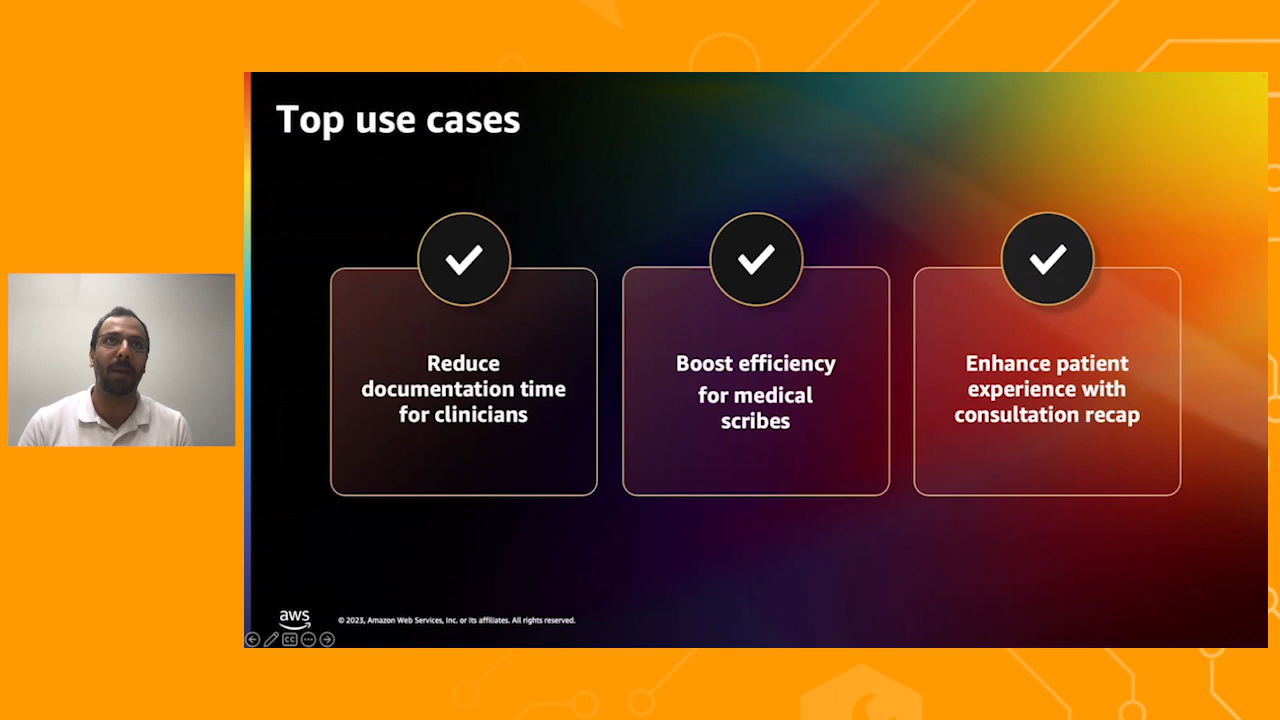 Top use cases
Reduce
documentation time
for clinicians
Boost efficiency
for medical
scribes
Enhance patient
experience with
consultation recap
aws
© 2023, Amazon Web Services, Inc. or its affiliates. All rights reserved.
CC